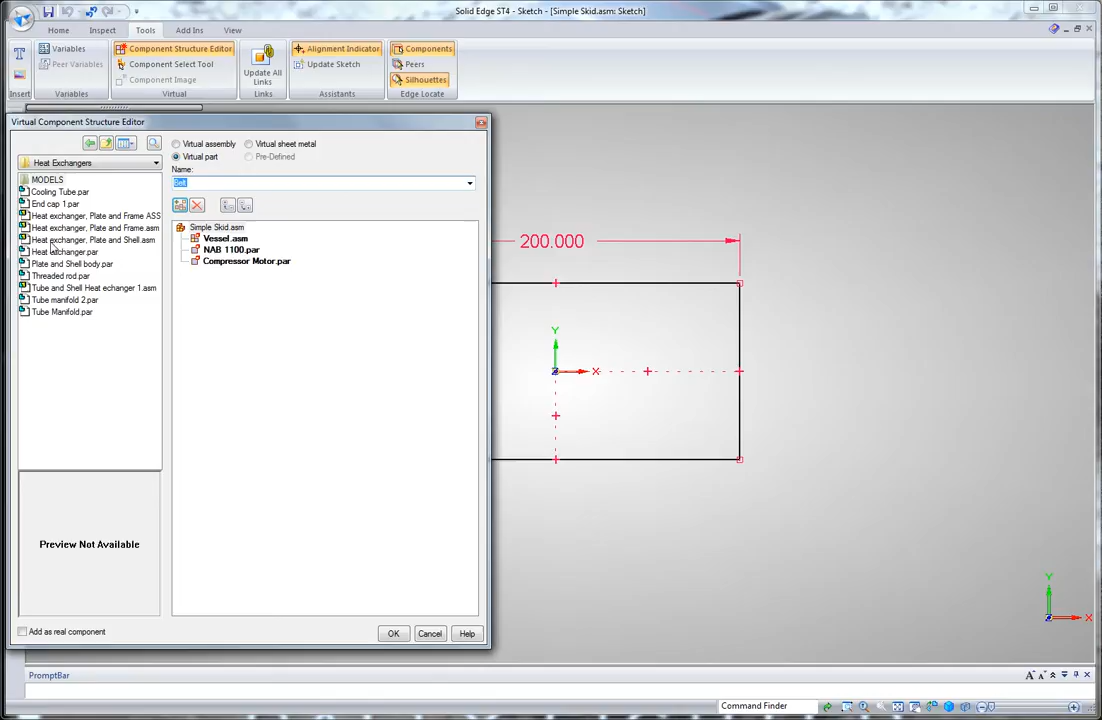 Solid Edge ST4 - Sketch - [Simple Skid.asm: Sketch]
Home Inspect Tools Add Ins View
Variables
Peer Variables
Component Structure Editor
Component Select Tool
Component Image
Update All
Links
Alignment Indicator
Update Sketch
Components
Peers
Silhouettes
Insert Variables Virtual Links Assistants Edge Locate
Virtual Component Structure Editor
Heat Exchangers
MODELS
Cooling Tube.par
End cap 1.par
Heat exchanger, Plate and Frame ASS
Heat exchanger, Plate and Frame.asm
Heat exchanger, Plate and Shell.asm
Heat exchanger.par
Plate and Shell body.par
Threaded rod.par
Tube and Shell Heat echanger 1.asm
Tube manifold 2.par
Tube Manifold.par
Preview Not Available
Add as real component
Virtual assembly Virtual sheet metal
Virtual part Pre-Defined
Name:
Belt
Simple Skid.asm
Vessel.asm
NAB 1100.par
Compressor Motor.par
OK Cancel Help
200.000
Y
X
Y
X
PromptBar
Command Finder